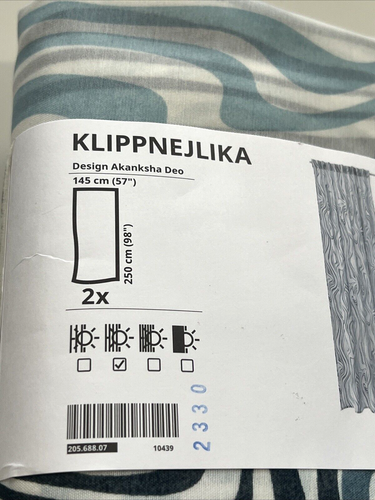 KLIPPNEJLIKA
Design Akanksha Deo
145 cm (57")
250 cm (98")
2x
2330
205.688.07
10439